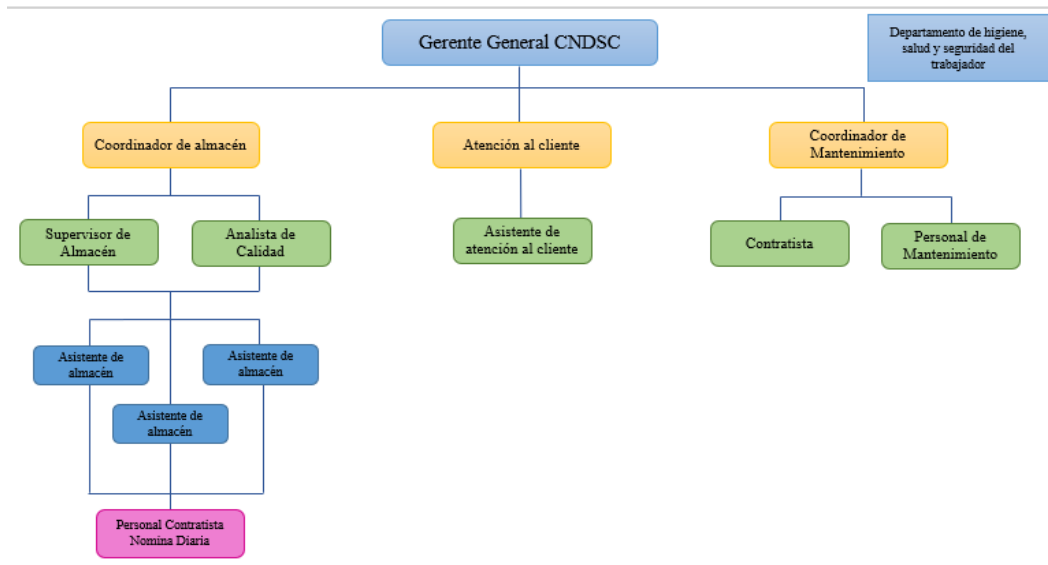 Gerente General CNDSC
Departamento de higiene,
salud y seguridad del
trabajador
Coordinador de almacén
Atención al cliente
Coordinador de
Mantenimiento
Supervisor de
Almacén
Analista de
Calidad
Asistente de
atención al cliente
Contratista
Personal de
Mantenimiento
Asistente de
almacén
Asistente de
almacén
Asistente de
almacén
Personal Contratista
Nomina Diaria